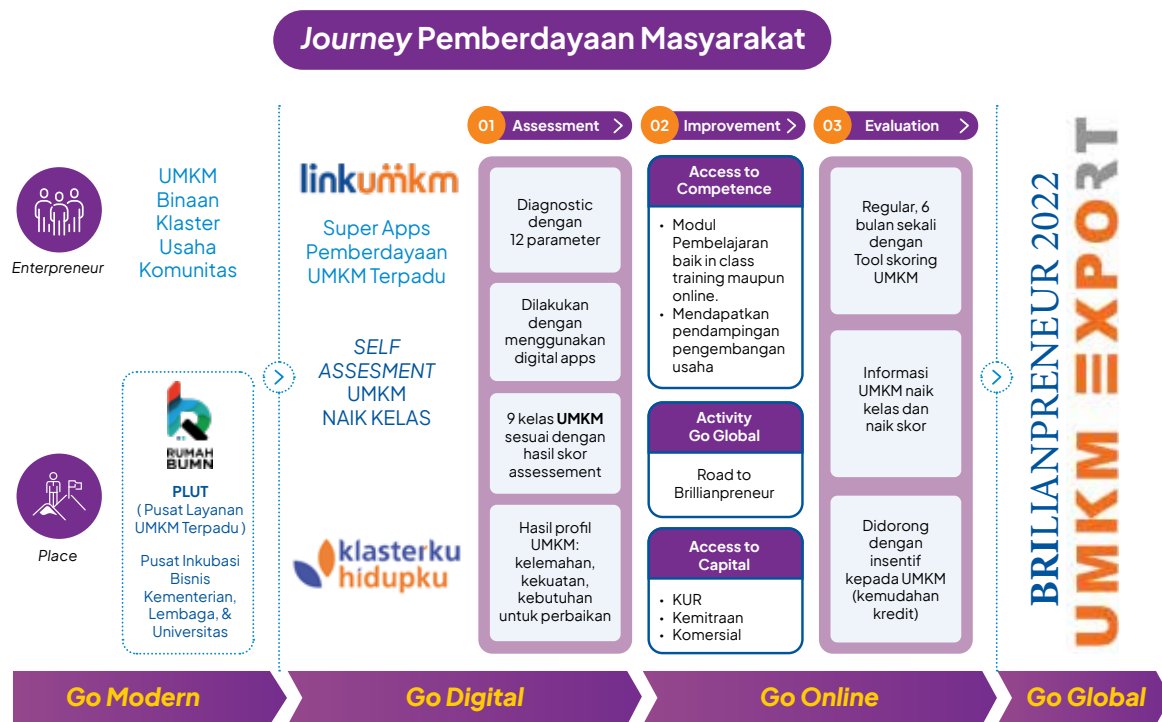 Journey Pemberdayaan Masyarakat
Enterpreneur
UMKM
Binaan
Klaster
Usaha
Komunitas
RUMAH
BUMN
PLUT
( Pusat Layanan
UMKM Terpadu )
Pusat Inkubasi
Bisnis
Kementerian,
Lembaga, &
Universitas
Place
linkumkm
Super Apps
Pemberdayaan
UMKM Terpadu
SELF
ASSESMENT
UMKM
NAIK KELAS
klasterku
hidupku
01 Assessment
Diagnostic
dengan
12 parameter
Dilakukan
dengan
menggunakan
digital apps
9 kelas UMKM
sesuai dengan
hasil skor
assessement
Hasil profil
UMKM:
kelemahan,
kekuatan,
kebutuhan
untuk perbaikan
02 Improvement
Access to
Competence
• Modul
Pembelajaran
baik in class
training maupun
online.
• Mendapatkan
pendampingan
pengembangan
usaha
Activity
Go Global
Road to
Brillianpreneur
Access to
Capital
• KUR
• Kemitraan
• Komersial
03 Evaluation
Regular, 6
bulan sekali
dengan
Tool skoring
UMKM
Informasi
UMKM naik
kelas dan
naik skor
Didorong
dengan
insentif
kepada UMKM
(kemudahan
kredit)
BRILIANPRENEUR 2022
UMKM EXPORT
Go Modern
Go Digital
Go Online
Go Global